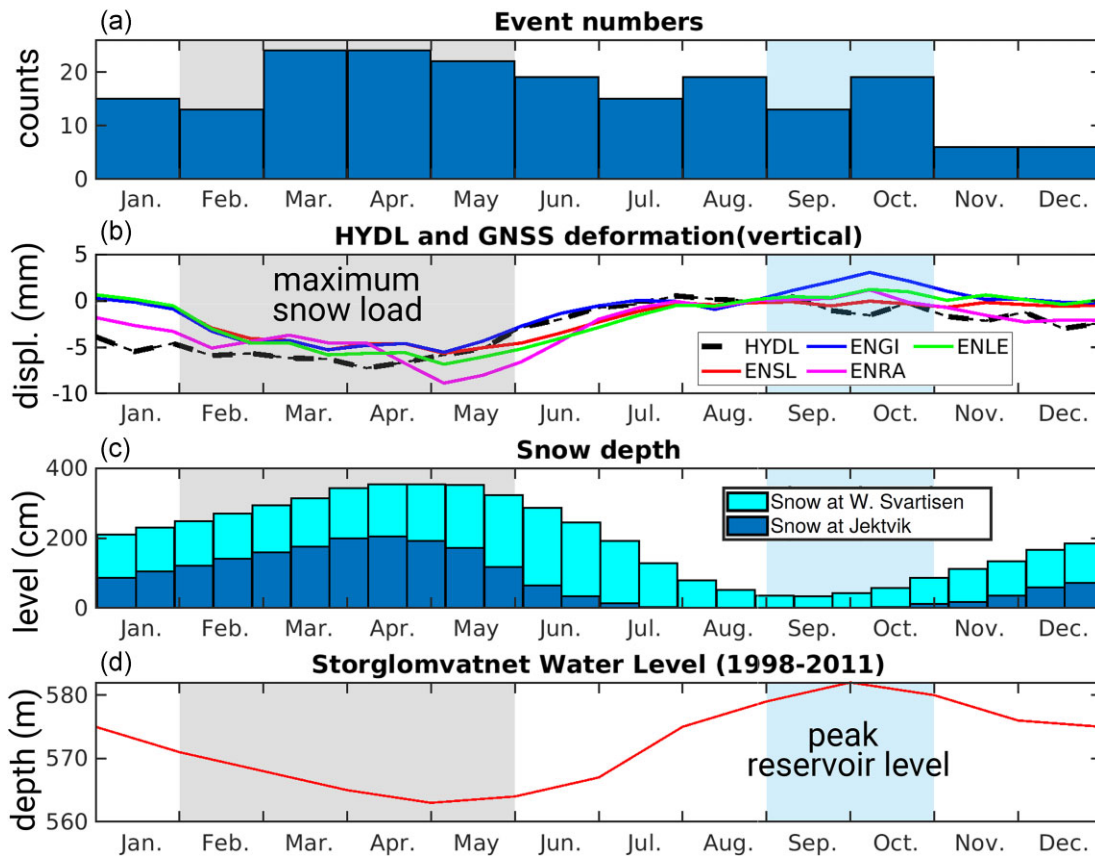 (a)
Event numbers
counts
20
10
0
Jan. Feb. Mar. Apr. May Jun. Jul. Aug. Sep. Oct. Nov. Dec.
(b)
HYDL and GNSS deformation(vertical)
displ. (mm)
5
0
-5
-10
maximum
snow load
HYDL ENGI ENLE
ENSL ENRA
Jan. Feb. Mar. Apr. May Jun. Jul. Aug. Sep. Oct. Nov. Dec.
(c)
Snow depth
level (cm)
400
200
0
Snow at W. Svartisen
Snow at Jektvik
Jan. Feb. Mar. Apr. May Jun. Jul. Aug. Sep. Oct. Nov. Dec.
(d)
Storglomvatnet Water Level (1998-2011)
depth (m)
580
570
560
peak
reservoir level
Jan. Feb. Mar. Apr. May Jun. Jul. Aug. Sep. Oct. Nov. Dec.